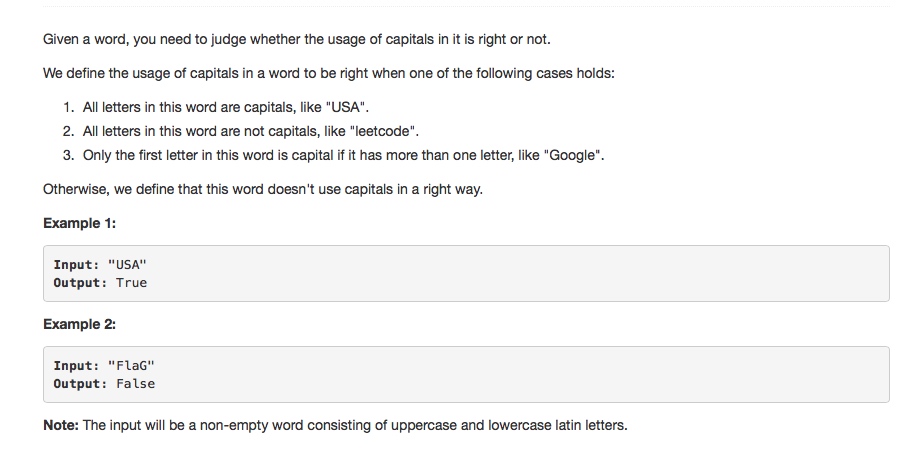 Given a word, you need to judge whether the usage of capitals in it is right or not.
We define the usage of capitals in a word to be right when one of the following cases holds:
1. All letters in this word are capitals, like "USA".
2. All letters in this word are not capitals, like "leetcode".
3. Only the first letter in this word is capital if it has more than one letter, like "Google".
Otherwise, we define that this word doesn't use capitals in a right way.
Example 1:
Input: "USA"
Output: True
Example 2:
Input: "FlaG"
Output: False
Note: The input will be a non-empty word consisting of uppercase and lowercase latin letters.